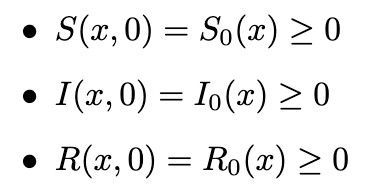 • S(x, 0) = S₀(x) ≥ 0
• I(x, 0) = I₀(x) ≥ 0
• R(x, 0) = R₀(x) ≥ 0